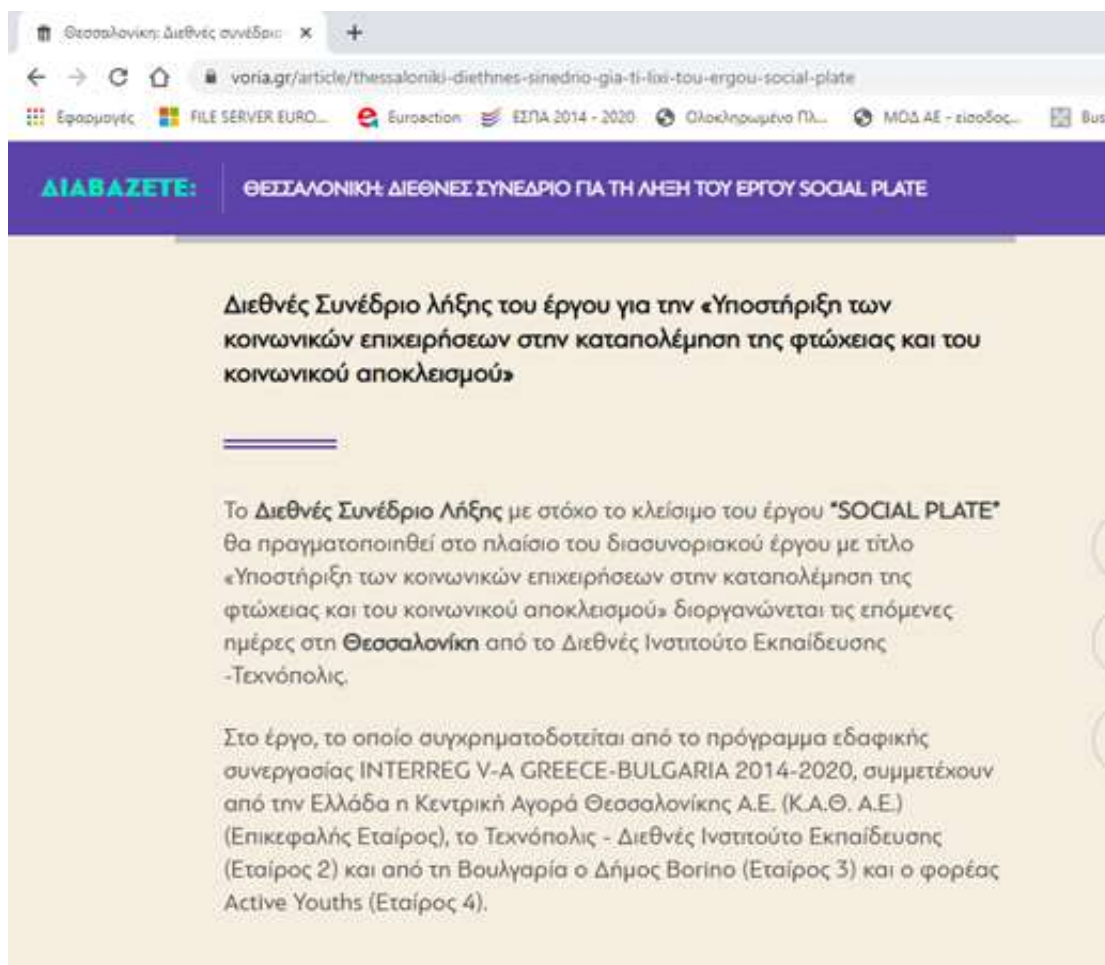 Θεσσαλονίκη: Διεθνές συνέδριο
voria.gr/article/thessaloniki-diethnes-sinedrio-gia-ti-lixi-tou-ergou-social-plate
Εφαρμογές FILE SERVER EURO... Euroaction ΕΣΠΑ 2014 - 2020 Ολοκληρωμένο Πλ... ΜΟΔ ΑΕ - είσοδος... Bus
ΔΙΑΒΑΖΕΤΕ: ΘΕΣΣΑΛΟΝΙΚΗ: ΔΙΕΘΝΕΣ ΣΥΝΕΔΡΙΟ ΓΙΑ ΤΗ ΛΗΞΗ ΤΟΥ ΕΡΓΟΥ SOCIAL PLATE
Διεθνές Συνέδριο λήξης του έργου για την «Υποστήριξη των
κοινωνικών επιχειρήσεων στην καταπολέμηση της φτώχειας και του
κοινωνικού αποκλεισμού»
Το Διεθνές Συνέδριο Λήξης με στόχο το κλείσιμο του έργου "SOCIAL PLATE"
θα πραγματοποιηθεί στο πλαίσιο του διασυνοριακού έργου με τίτλο
«Υποστήριξη των κοινωνικών επιχειρήσεων στην καταπολέμηση της
φτώχειας και του κοινωνικού αποκλεισμού» διοργανώνεται τις επόμενες
ημέρες στη Θεσσαλονίκη από το Διεθνές Ινστιτούτο Εκπαίδευσης
-Τεχνόπολις.
Στο έργο, το οποίο συγχρηματοδοτείται από το πρόγραμμα εδαφικής
συνεργασίας INTERREG V-A GREECE-BULGARIA 2014-2020, συμμετέχουν
από την Ελλάδα η Κεντρική Αγορά Θεσσαλονίκης Α.Ε. (Κ.Α.Θ. Α.Ε.)
(Επικεφαλής Εταίρος), το Τεχνόπολις - Διεθνές Ινστιτούτο Εκπαίδευσης
(Εταίρος 2) και από τη Βουλγαρία ο Δήμος Borino (Εταίρος 3) και ο φορέας
Active Youths (Εταίρος 4).